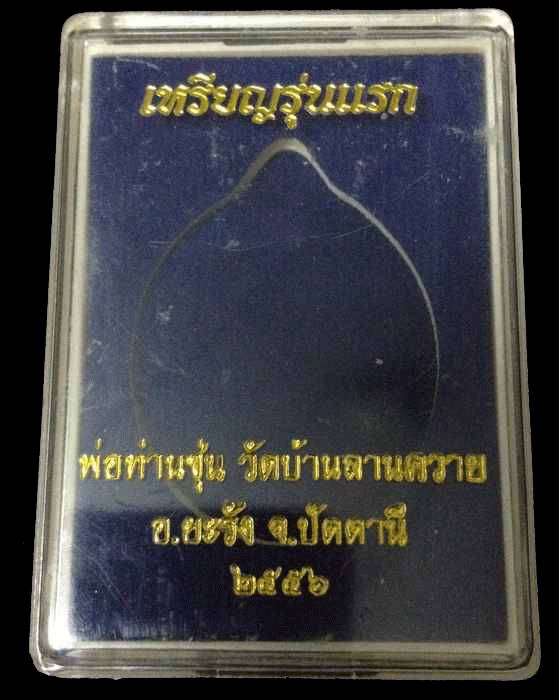 เหรียญรุ่นแรก
พ่อท่านชุ่น วัดบ้านลานควาย
อ.ยะรัง จ.ปัตตานี
๒๕๕๖